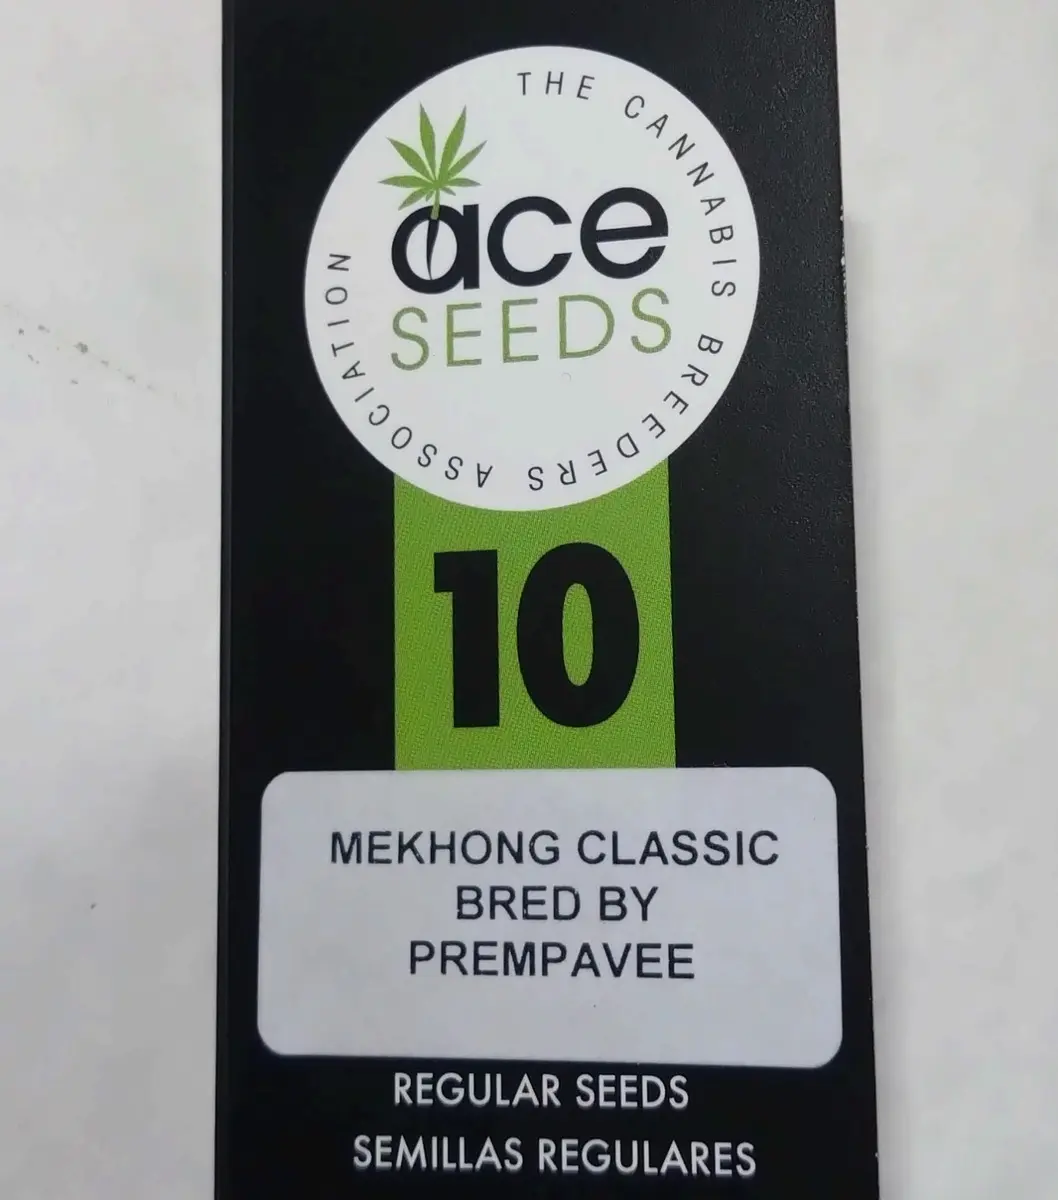 THE CANNABIS BREEDERS ASSOCIATION
ace
SEEDS
10
MEKHONG CLASSIC
BRED BY
PREMPAVEE
REGULAR SEEDS
SEMILLAS REGULARES